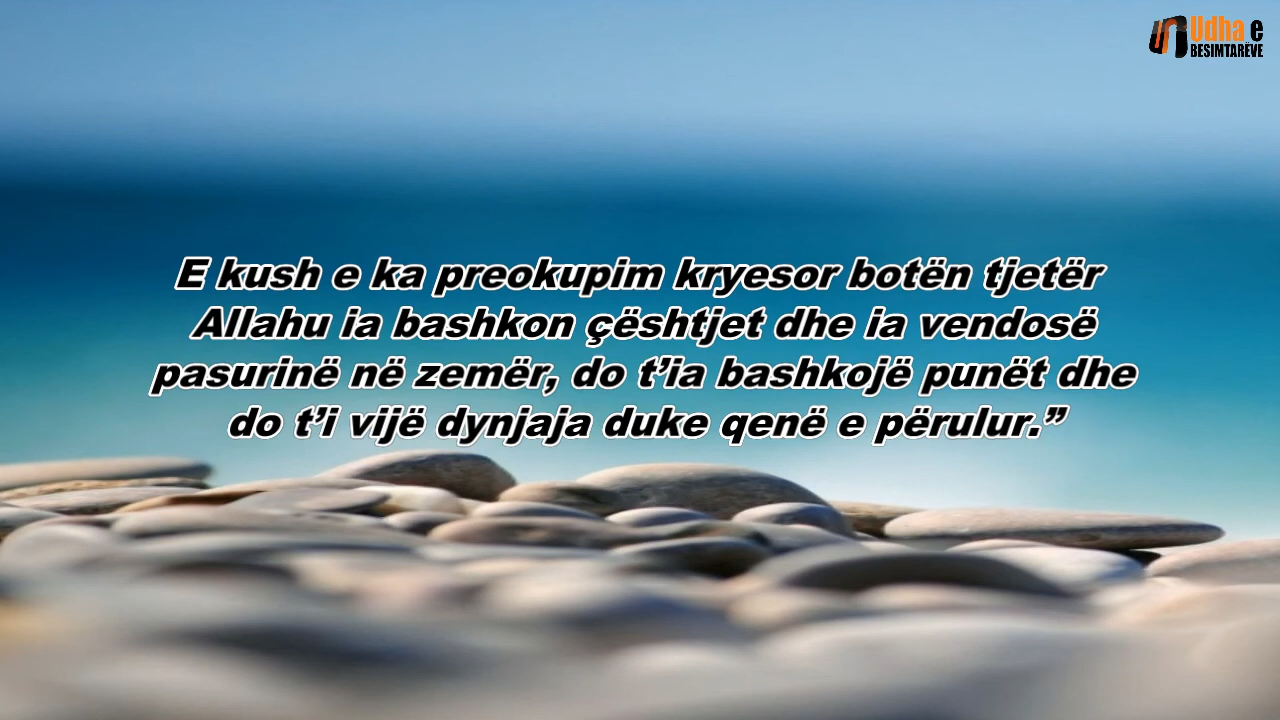 Udha e
BESIMTARËVE
E kush e ka preokupim kryesor botën tjetër
Allahu ia bashkon çështjet dhe ia vendosë
pasurinë në zemër, do t’ia bashkojë punët dhe
do t’i vijë dynjaja duke qenë e përulur.”